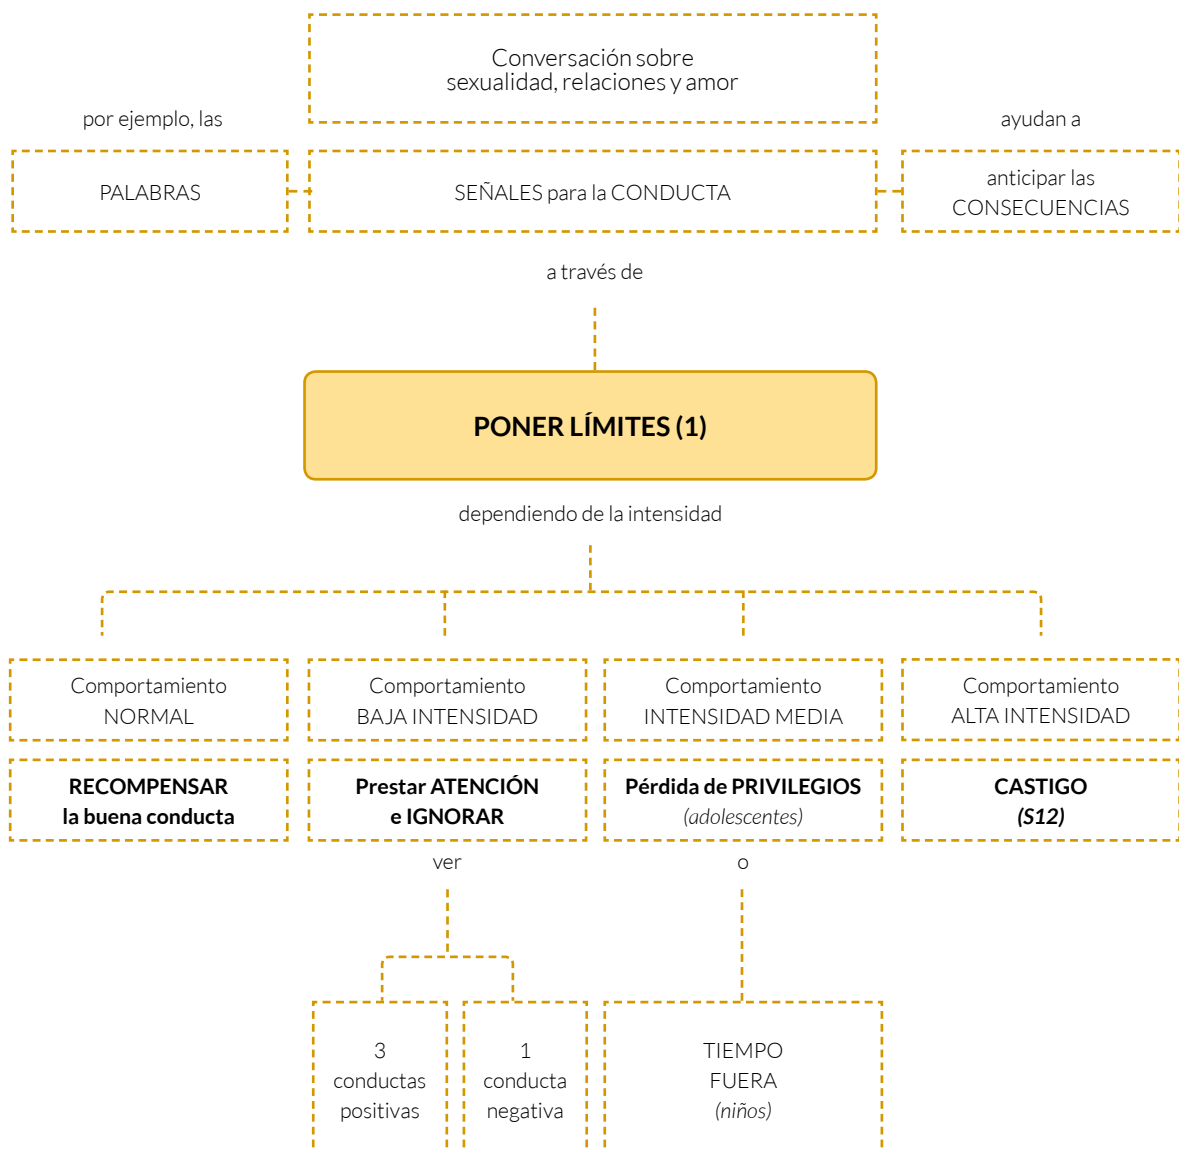 Conversación sobre
sexualidad, relaciones y amor
por ejemplo, las
ayudan a
PALABRAS
SEÑALES para la CONDUCTA
anticipar las
CONSECUENCIAS
a través de
PONER LÍMITES (1)
dependiendo de la intensidad
Comportamiento
NORMAL
Comportamiento
BAJA INTENSIDAD
Comportamiento
INTENSIDAD MEDIA
Comportamiento
ALTA INTENSIDAD
RECOMPENSAR
la buena conducta
Prestar ATENCIÓN
e IGNORAR
Pérdida de PRIVILEGIOS
(adolescentes)
CASTIGO
(S12)
ver
o
3
conductas
positivas
1
conducta
negativa
TIEMPO
FUERA
(niños)